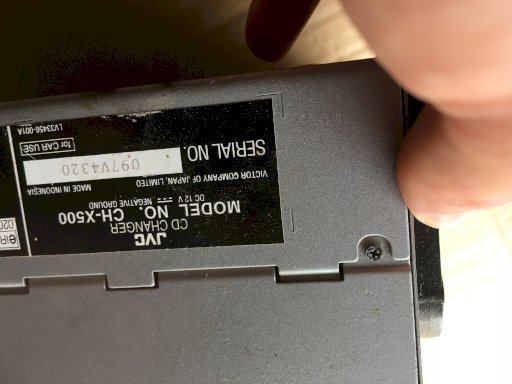 JVC
CD CHANGER
MODEL NO. CH-X500
DC 12 V NEGATIVE GROUND
VICTOR COMPANY OF JAPAN, LIMITED MADE IN INDONESIA
SERIAL NO. 097V4320
for CAR USE
LV33456-001A